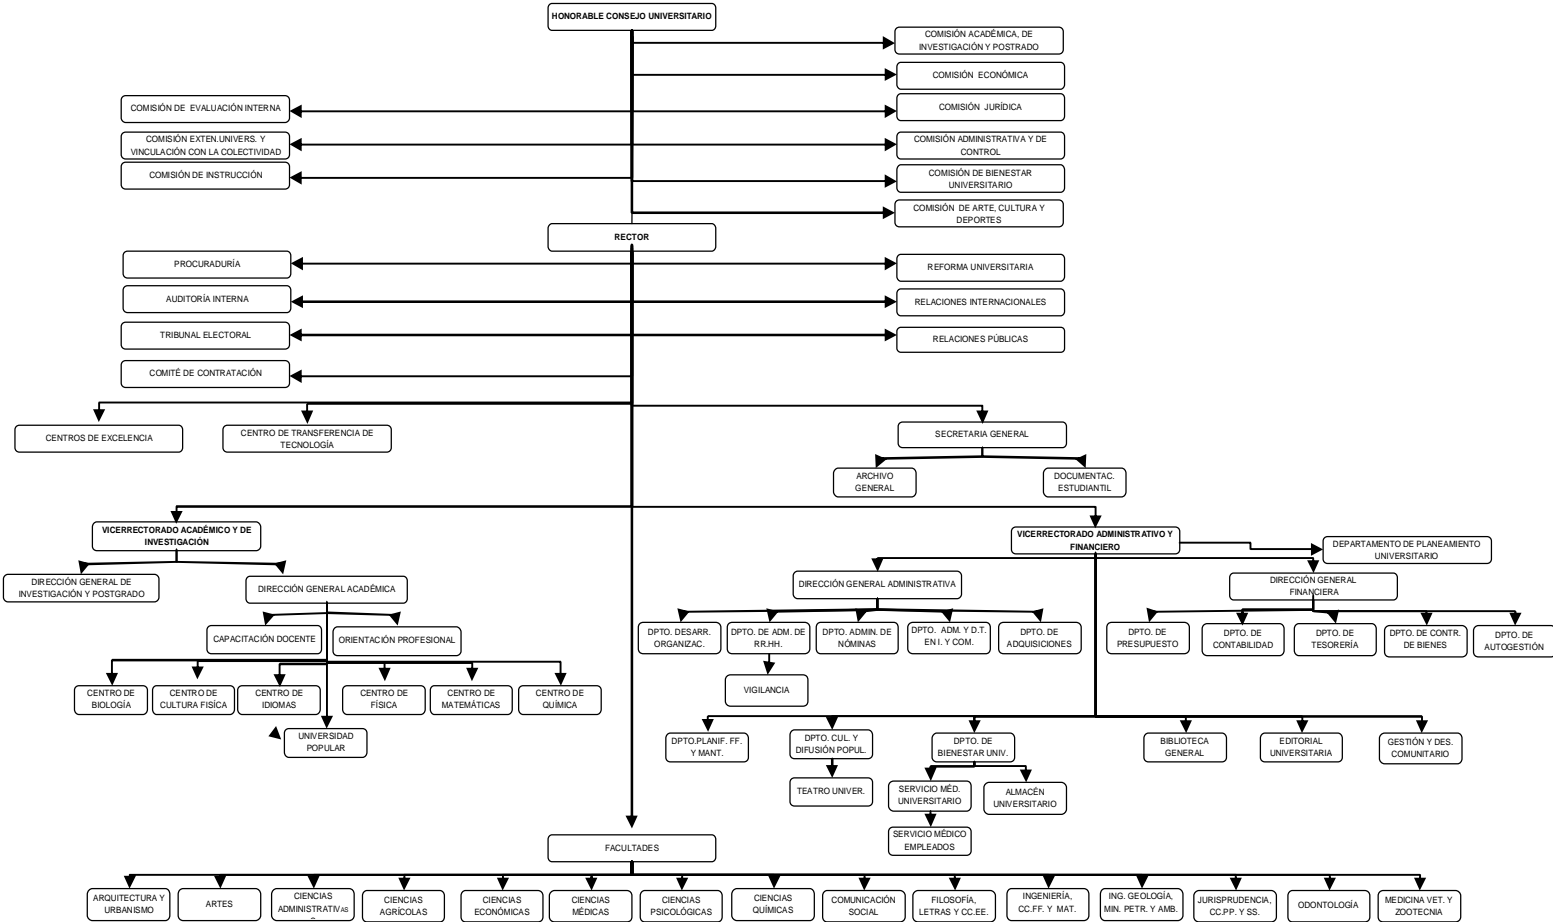 HONORABLE CONSEJO UNIVERSITARIO
COMISIÓN ACADÉMICA, DE
INVESTIGACIÓN Y POSTRADO
COMISIÓN ECONÓMICA
COMISIÓN DE EVALUACIÓN INTERNA
COMISIÓN JURÍDICA
COMISIÓN EXTEN.UNIVERS. Y
VINCULACIÓN CON LA COLECTIVIDAD
COMISIÓN ADMINISTRATIVA Y DE
CONTROL
COMISIÓN DE INSTRUCCIÓN
COMISIÓN DE BIENESTAR
UNIVERSITARIO
COMISIÓN DE ARTE, CULTURA Y
DEPORTES
RECTOR
PROCURADURÍA
REFORMA UNIVERSITARIA
AUDITORÍA INTERNA
RELACIONES INTERNACIONALES
TRIBUNAL ELECTORAL
RELACIONES PÚBLICAS
COMITÉ DE CONTRATACIÓN
CENTROS DE EXCELENCIA
CENTRO DE TRANSFERENCIA DE
TECNOLOGÍA
SECRETARIA GENERAL
ARCHIVO
GENERAL
DOCUMENTAC.
ESTUDIANTIL
VICERRECTORADO ACADÉMICO Y DE
INVESTIGACIÓN
VICERRECTORADO ADMINISTRATIVO Y
FINANCIERO
DEPARTAMENTO DE PLANEAMIENTO
UNIVERSITARIO
DIRECCIÓN GENERAL DE
INVESTIGACIÓN Y POSTGRADO
DIRECCIÓN GENERAL ACADÉMICA
DIRECCIÓN GENERAL ADMINISTRATIVA
DIRECCIÓN GENERAL
FINANCIERA
CAPACITACIÓN DOCENTE
ORIENTACIÓN PROFESIONAL
DPTO. DESARR.
ORGANIZAC.
DPTO. DE ADM. DE
RR.HH.
DPTO. ADMIN. DE
NÓMINAS
DPTO. ADM. Y D.T.
EN I. Y COM.
DPTO. DE
ADQUISICIONES
DPTO. DE
PRESUPUESTO
DPTO. DE
CONTABILIDAD
DPTO. DE
TESORERÍA
DPTO. DE CONTR.
DE BIENES
DPTO. DE
AUTOGESTIÓN
VIGILANCIA
CENTRO DE
BIOLOGÍA
CENTRO DE
CULTURA FISÍCA
CENTRO DE
IDIOMAS
CENTRO DE
FÍSICA
CENTRO DE
MATEMÁTICAS
CENTRO DE
QUÍMICA
UNIVERSIDAD
POPULAR
DPTO.PLANIF. FF.
Y MANT.
DPTO. CUL. Y
DIFUSIÓN POPUL.
DPTO. DE
BIENESTAR UNIV.
BIBLIOTECA
GENERAL
EDITORIAL
UNIVERSITARIA
GESTIÓN Y DES.
COMUNITARIO
TEATRO UNIVER.
SERVICIO MÉD.
UNIVERSITARIO
ALMACÉN
UNIVERSITARIO
SERVICIO MÉDICO
EMPLEADOS
FACULTADES
ARQUITECTURA Y
URBANISMO
ARTES
CIENCIAS
ADMINISTRATIVAS
CIENCIAS
AGRÍCOLAS
CIENCIAS
ECONÓMICAS
CIENCIAS
MÉDICAS
CIENCIAS
PSICOLÓGICAS
CIENCIAS
QUÍMICAS
COMUNICACIÓN
SOCIAL
FILOSOFÍA,
LETRAS Y CC.EE.
INGENIERÍA,
CC.FF. Y MAT.
ING. GEOLOGÍA,
MIN. PETR. Y AMB.
JURISPRUDENCIA,
CC.PP. Y SS.
ODONTOLOGÍA
MEDICINA VET. Y
ZOOTECNIA